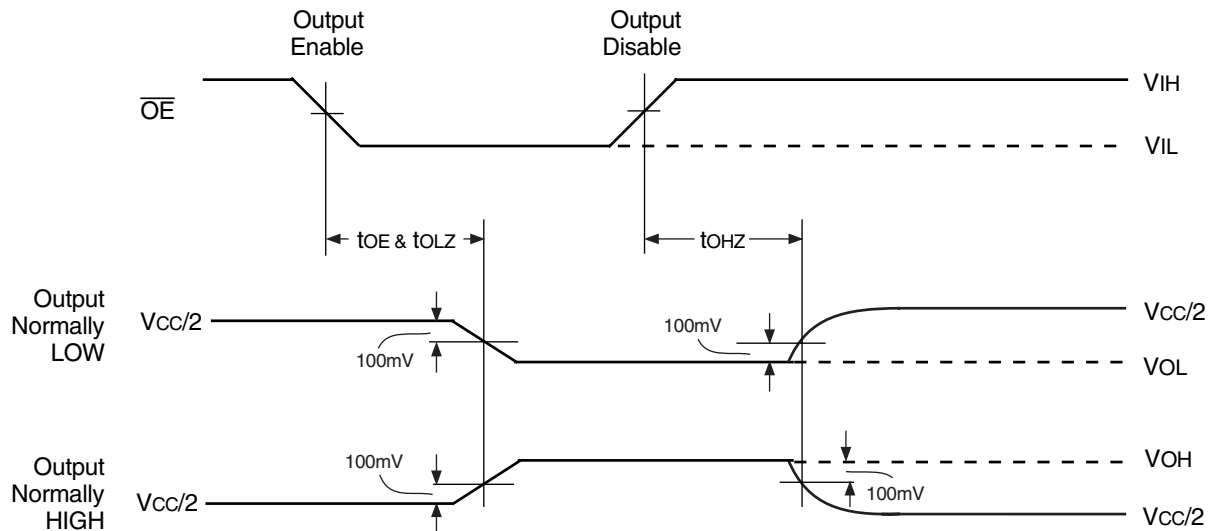 Output
Enable
Output
Disable
OE
VIH
VIL
tOE & tOLZ
tOHZ
Output
Normally
LOW
VCC/2
100mV
100mV
VCC/2
VOL
Output
Normally
HIGH
VCC/2
100mV
VOH
100mV
VCC/2